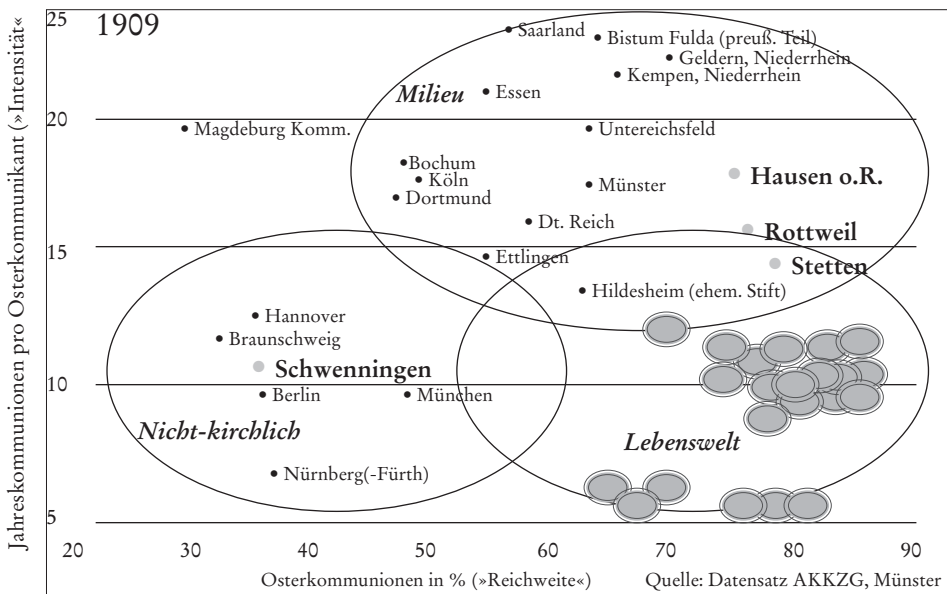 25
1909
Saarland
Bistum Fulda (preuß. Teil)
Geldern, Niederrhein
Kempen, Niederrhein
Milieu
Essen
20
Magdeburg Komm.
Untereichsfeld
Bochum
Köln
Dortmund
Münster
Hausen o.R.
Dt. Reich
Rottweil
15
Ettlingen
Stetten
Hildesheim (ehem. Stift)
Hannover
Braunschweig
Schwenningen
10
Berlin
München
Nicht-kirchlich
Lebenswelt
Nürnberg(-Fürth)
5
20 30 40 50 60 70 80 90
Jahreskommunionen pro Osterkommunikant (»Intensität«
Osterkommunionen in % (»Reichweite«)
Quelle: Datensatz AKKZG, Münster